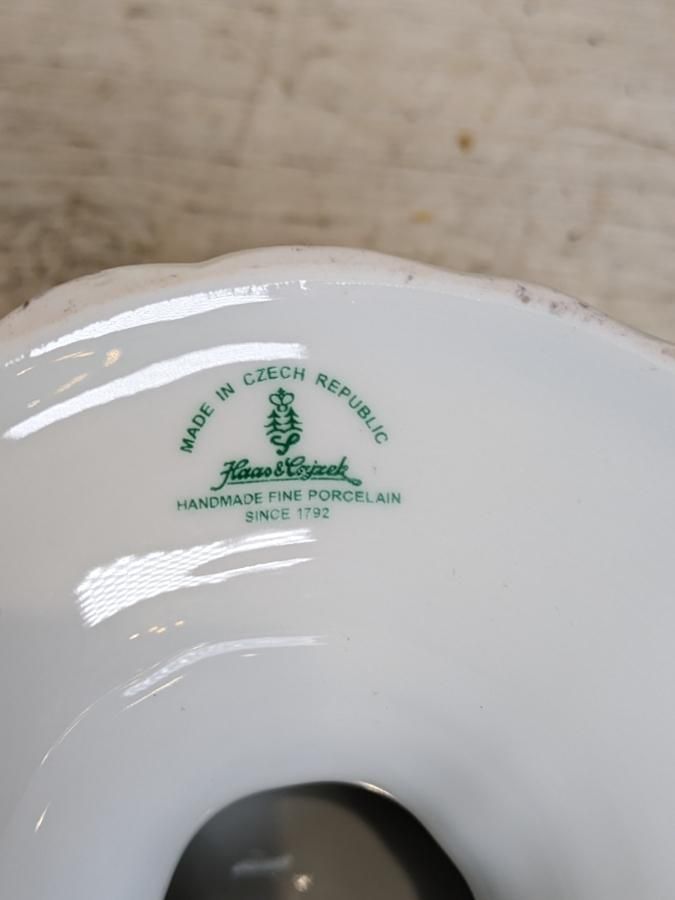 MADE IN CZECH REPUBLIC
Haas & Czjzek
HANDMADE FINE PORCELAIN
SINCE 1792